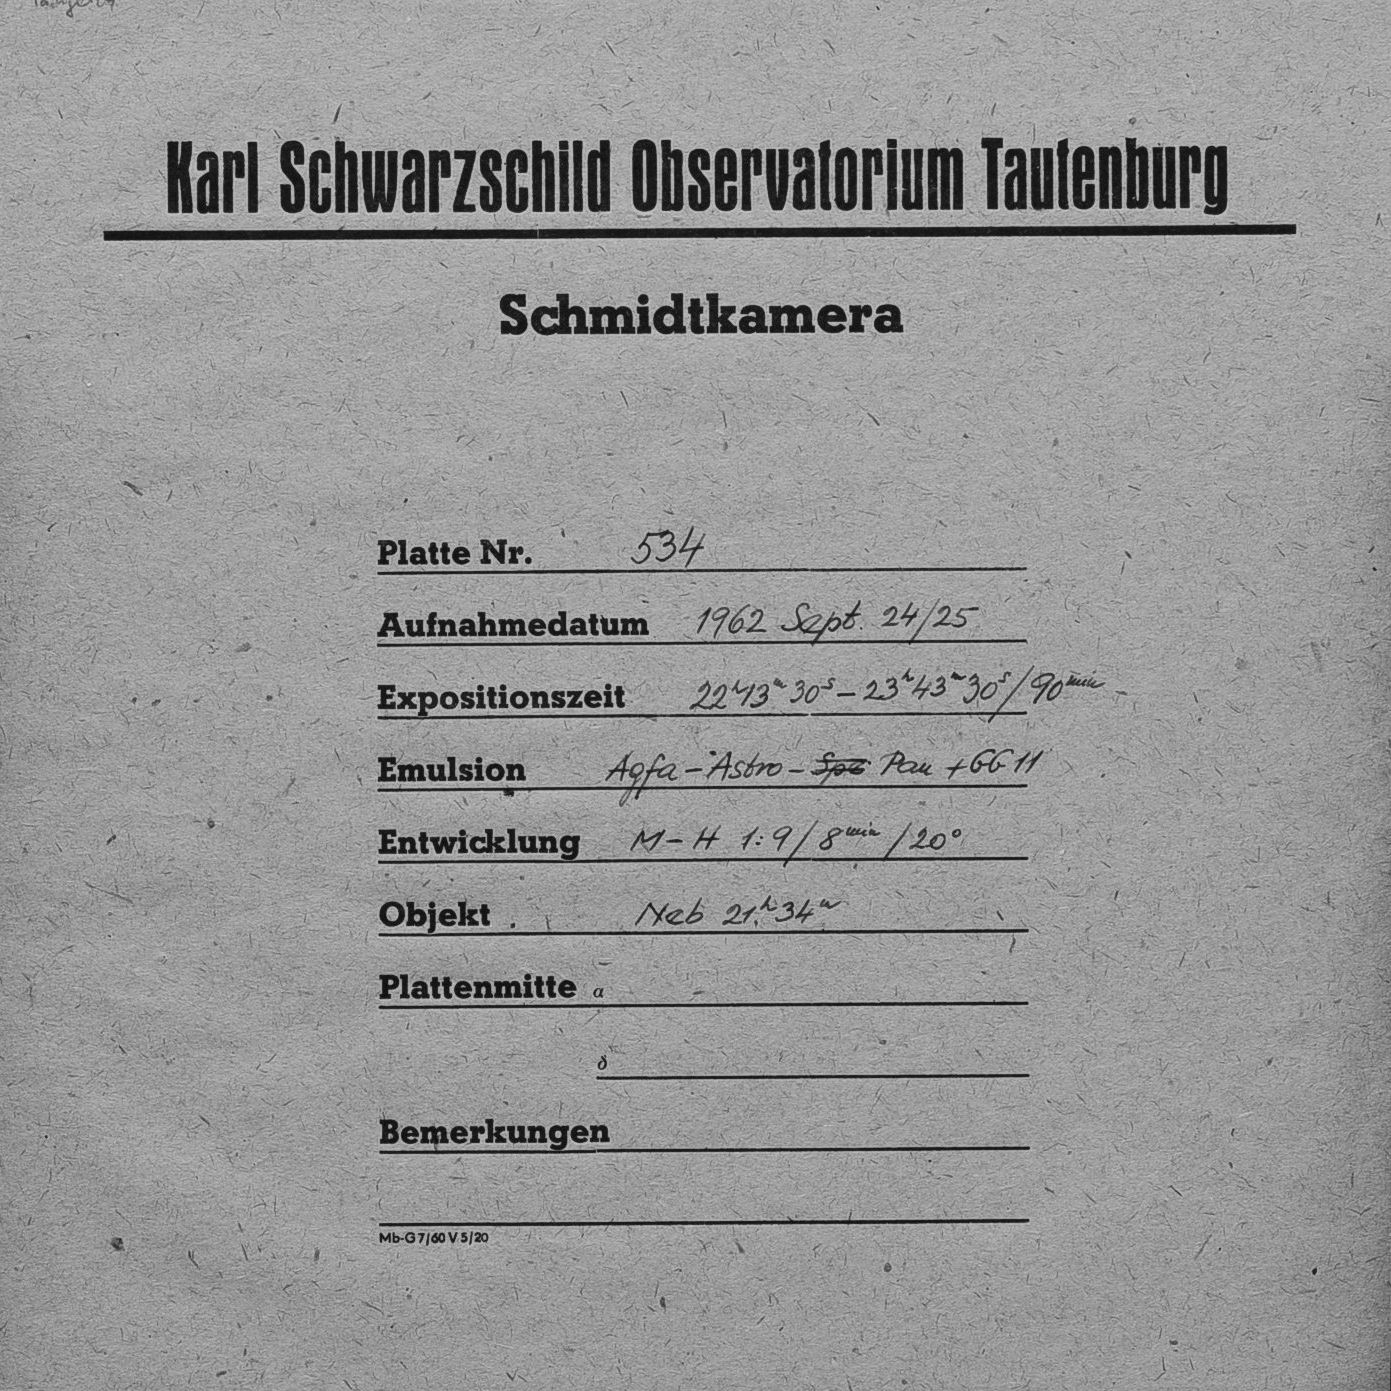 Karl Schwarzschild Observatorium Tautenburg
Schmidtkamera
Platte Nr. 534
Aufnahmedatum 1962 Sept. 24/25
Expositionszeit 22ʰ13ᵐ30ˢ – 23ʰ43ᵐ30ˢ/90ᵐⁱⁿ
Emulsion Agfa-Astro- Pan + GG 11
Entwicklung M-H 1:9/8ᵐⁱⁿ/20°
Objekt Neb 21ʰ34ᵐ
Plattenmitte α
δ
Bemerkungen
Mb-G 7/60 V 5/20